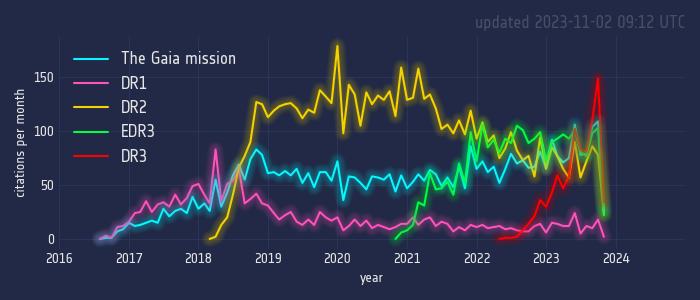 updated 2023-11-02 09:12 UTC
The Gaia mission
DR1
DR2
EDR3
DR3
citations per month
150
100
50
0
2016 2017 2018 2019 2020 2021 2022 2023 2024
year